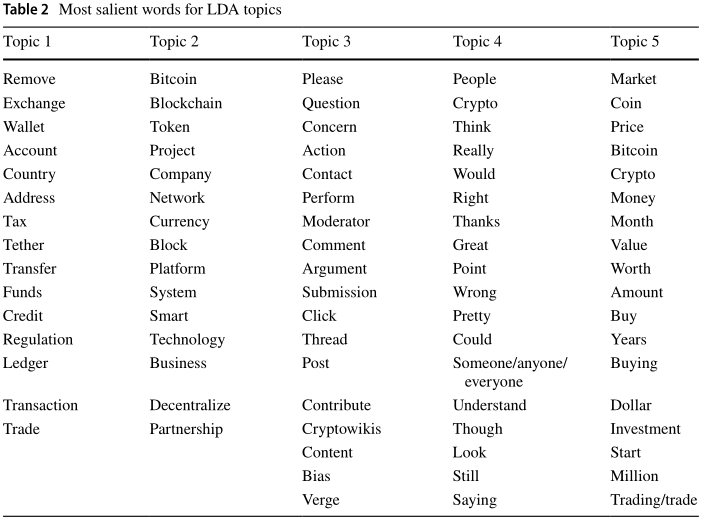 Table 2 Most salient words for LDA topics
Topic 1 Topic 2 Topic 3 Topic 4 Topic 5
Remove Bitcoin Please People Market
Exchange Blockchain Question Crypto Coin
Wallet Token Concern Think Price
Account Project Action Really Bitcoin
Country Company Contact Would Crypto
Address Network Perform Right Money
Tax Currency Moderator Thanks Month
Tether Block Comment Great Value
Transfer Platform Argument Point Worth
Funds System Submission Wrong Amount
Credit Smart Click Pretty Buy
Regulation Technology Thread Could Years
Ledger Business Post Someone/anyone/ Buying
everyone
Transaction Decentralize Contribute Understand Dollar
Trade Partnership Cryptowikis Though Investment
Content Look Start
Bias Still Million
Verge Saying Trading/trade